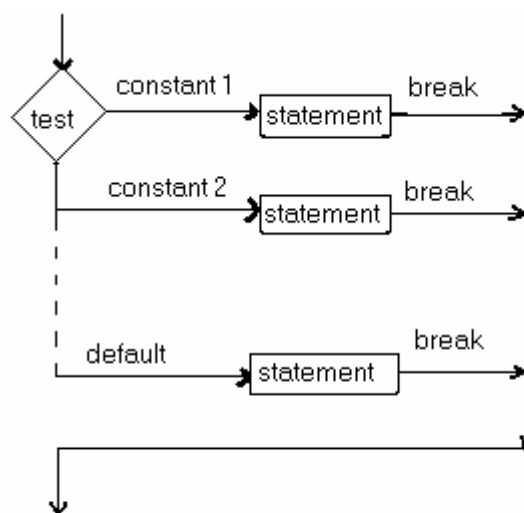 constant 1
break
test
statement
constant 2
break
statement
default
break
statement